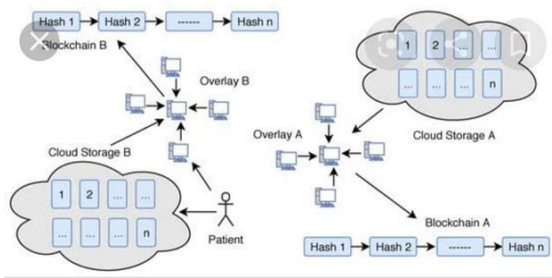 Hash 1 Hash 2 ------ Hash n
Blockchain B
Overlay B
Cloud Storage B
1 2 ... ...
... ... ... n
Patient
1 2 ... ...
... ... ... n
Cloud Storage A
Overlay A
Blockchain A
Hash 1 Hash 2 ------ Hash n